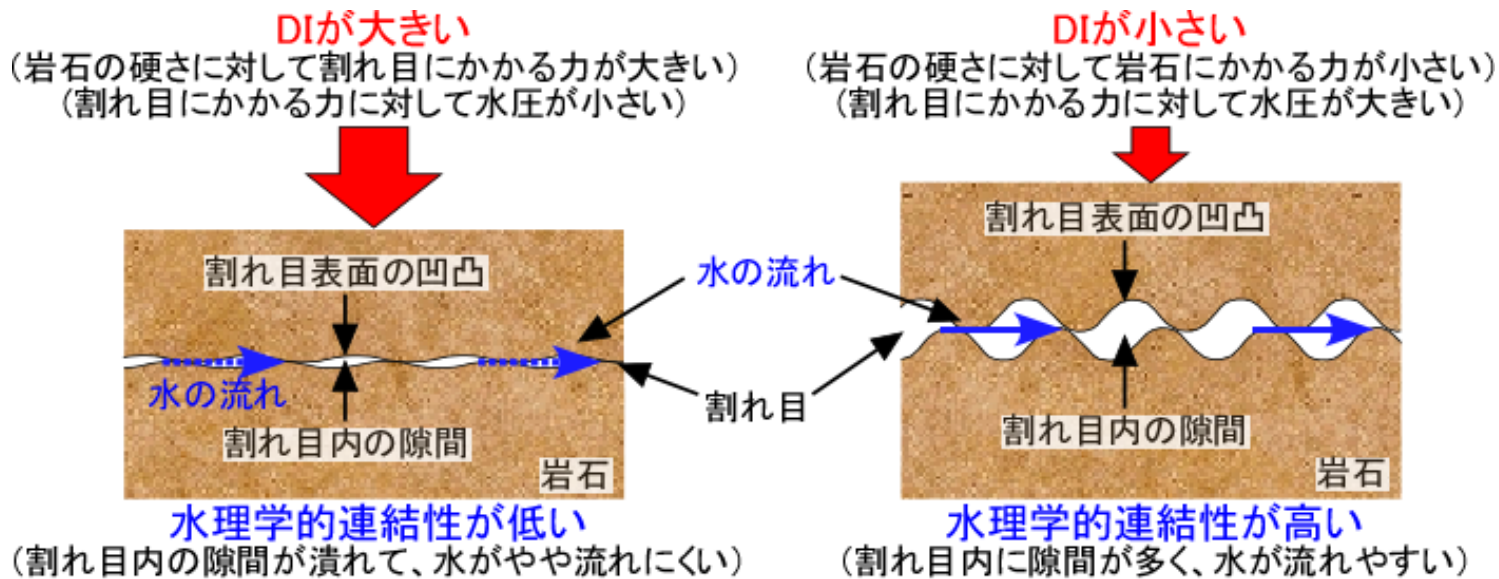 DIが大きい
(岩石の硬さに対して割れ目にかかる力が大きい)
(割れ目にかかる力に対して水圧が小さい)
割れ目表面の凹凸
水の流れ
割れ目内の隙間
岩石
水理学的連結性が低い
(割れ目内の隙間が潰れて、水がやや流れにくい)
水の流れ
割れ目
DIが小さい
(岩石の硬さに対して岩石にかかる力が小さい)
(割れ目にかかる力に対して水圧が大きい)
割れ目表面の凹凸
割れ目内の隙間
岩石
水理学的連結性が高い
(割れ目内に隙間が多く、水が流れやすい)